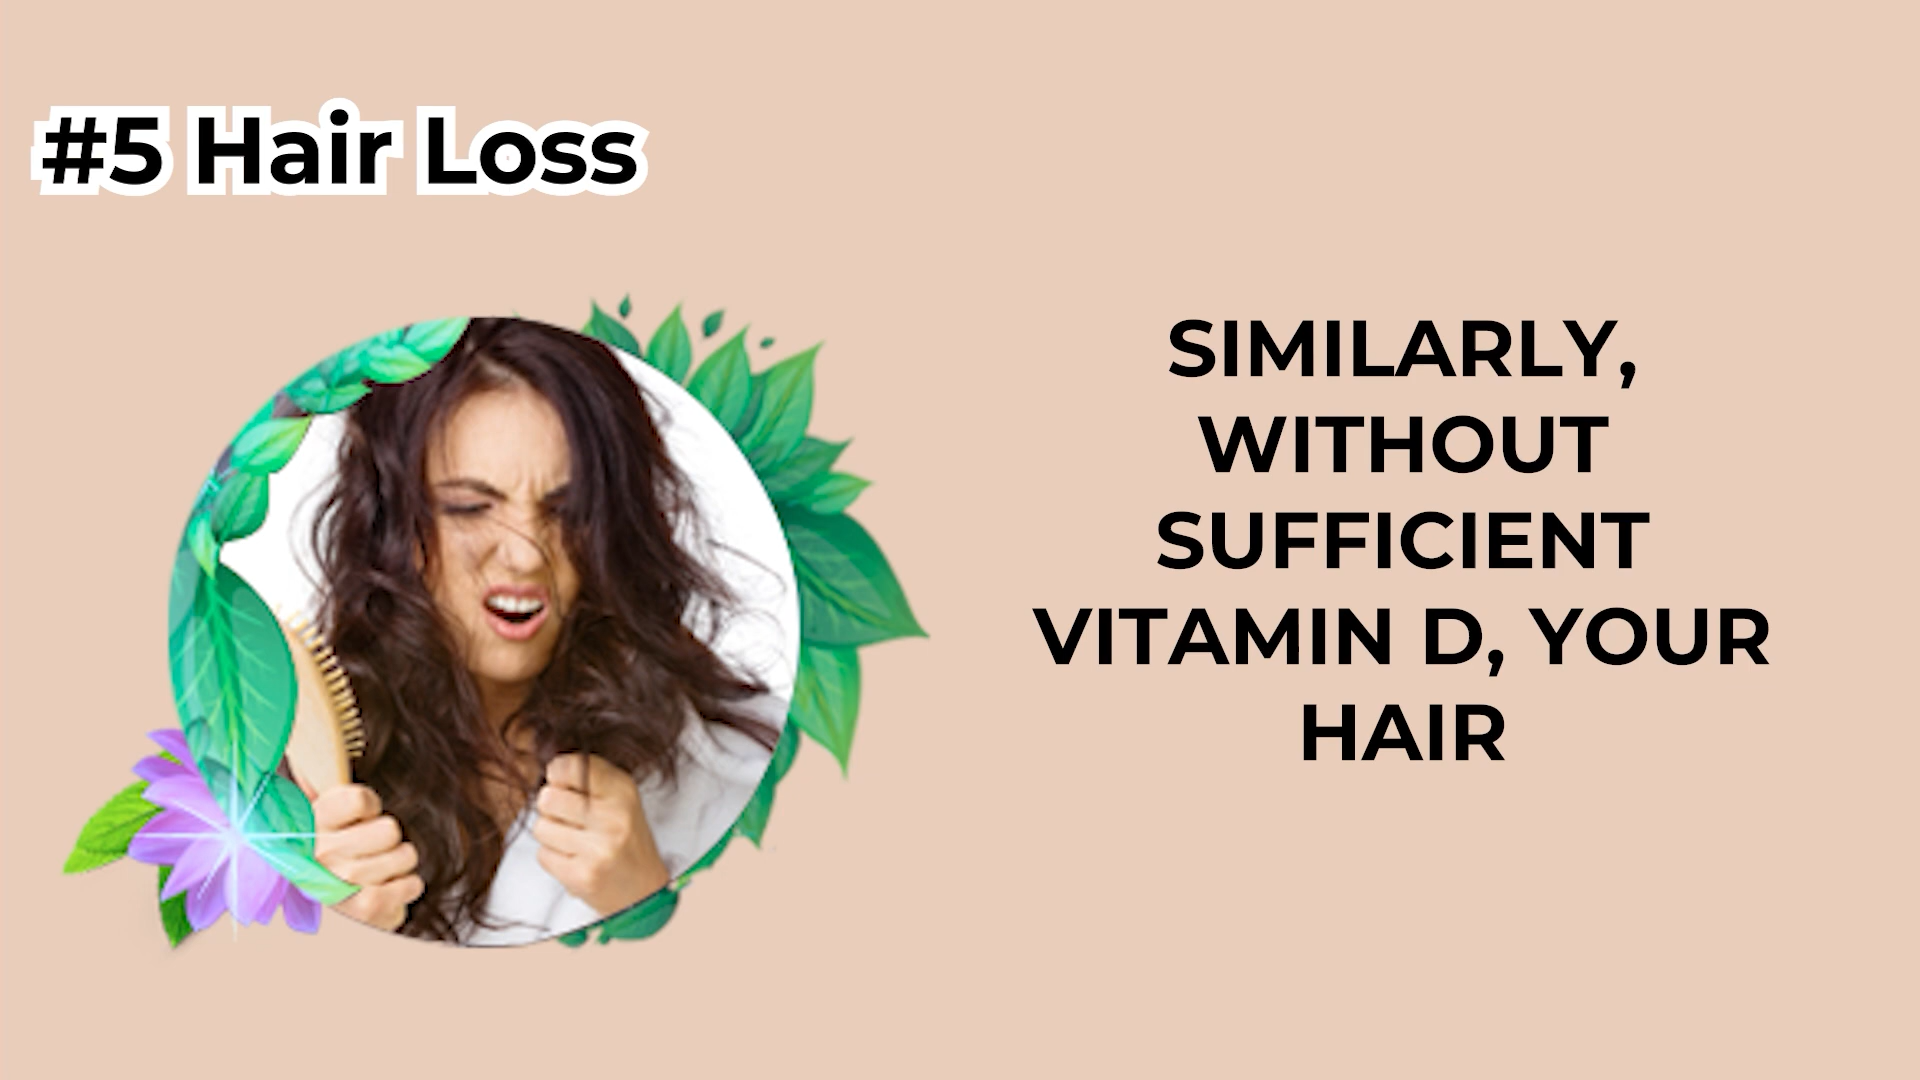 #5 Hair Loss
SIMILARLY,
WITHOUT
SUFFICIENT
VITAMIN D, YOUR
HAIR